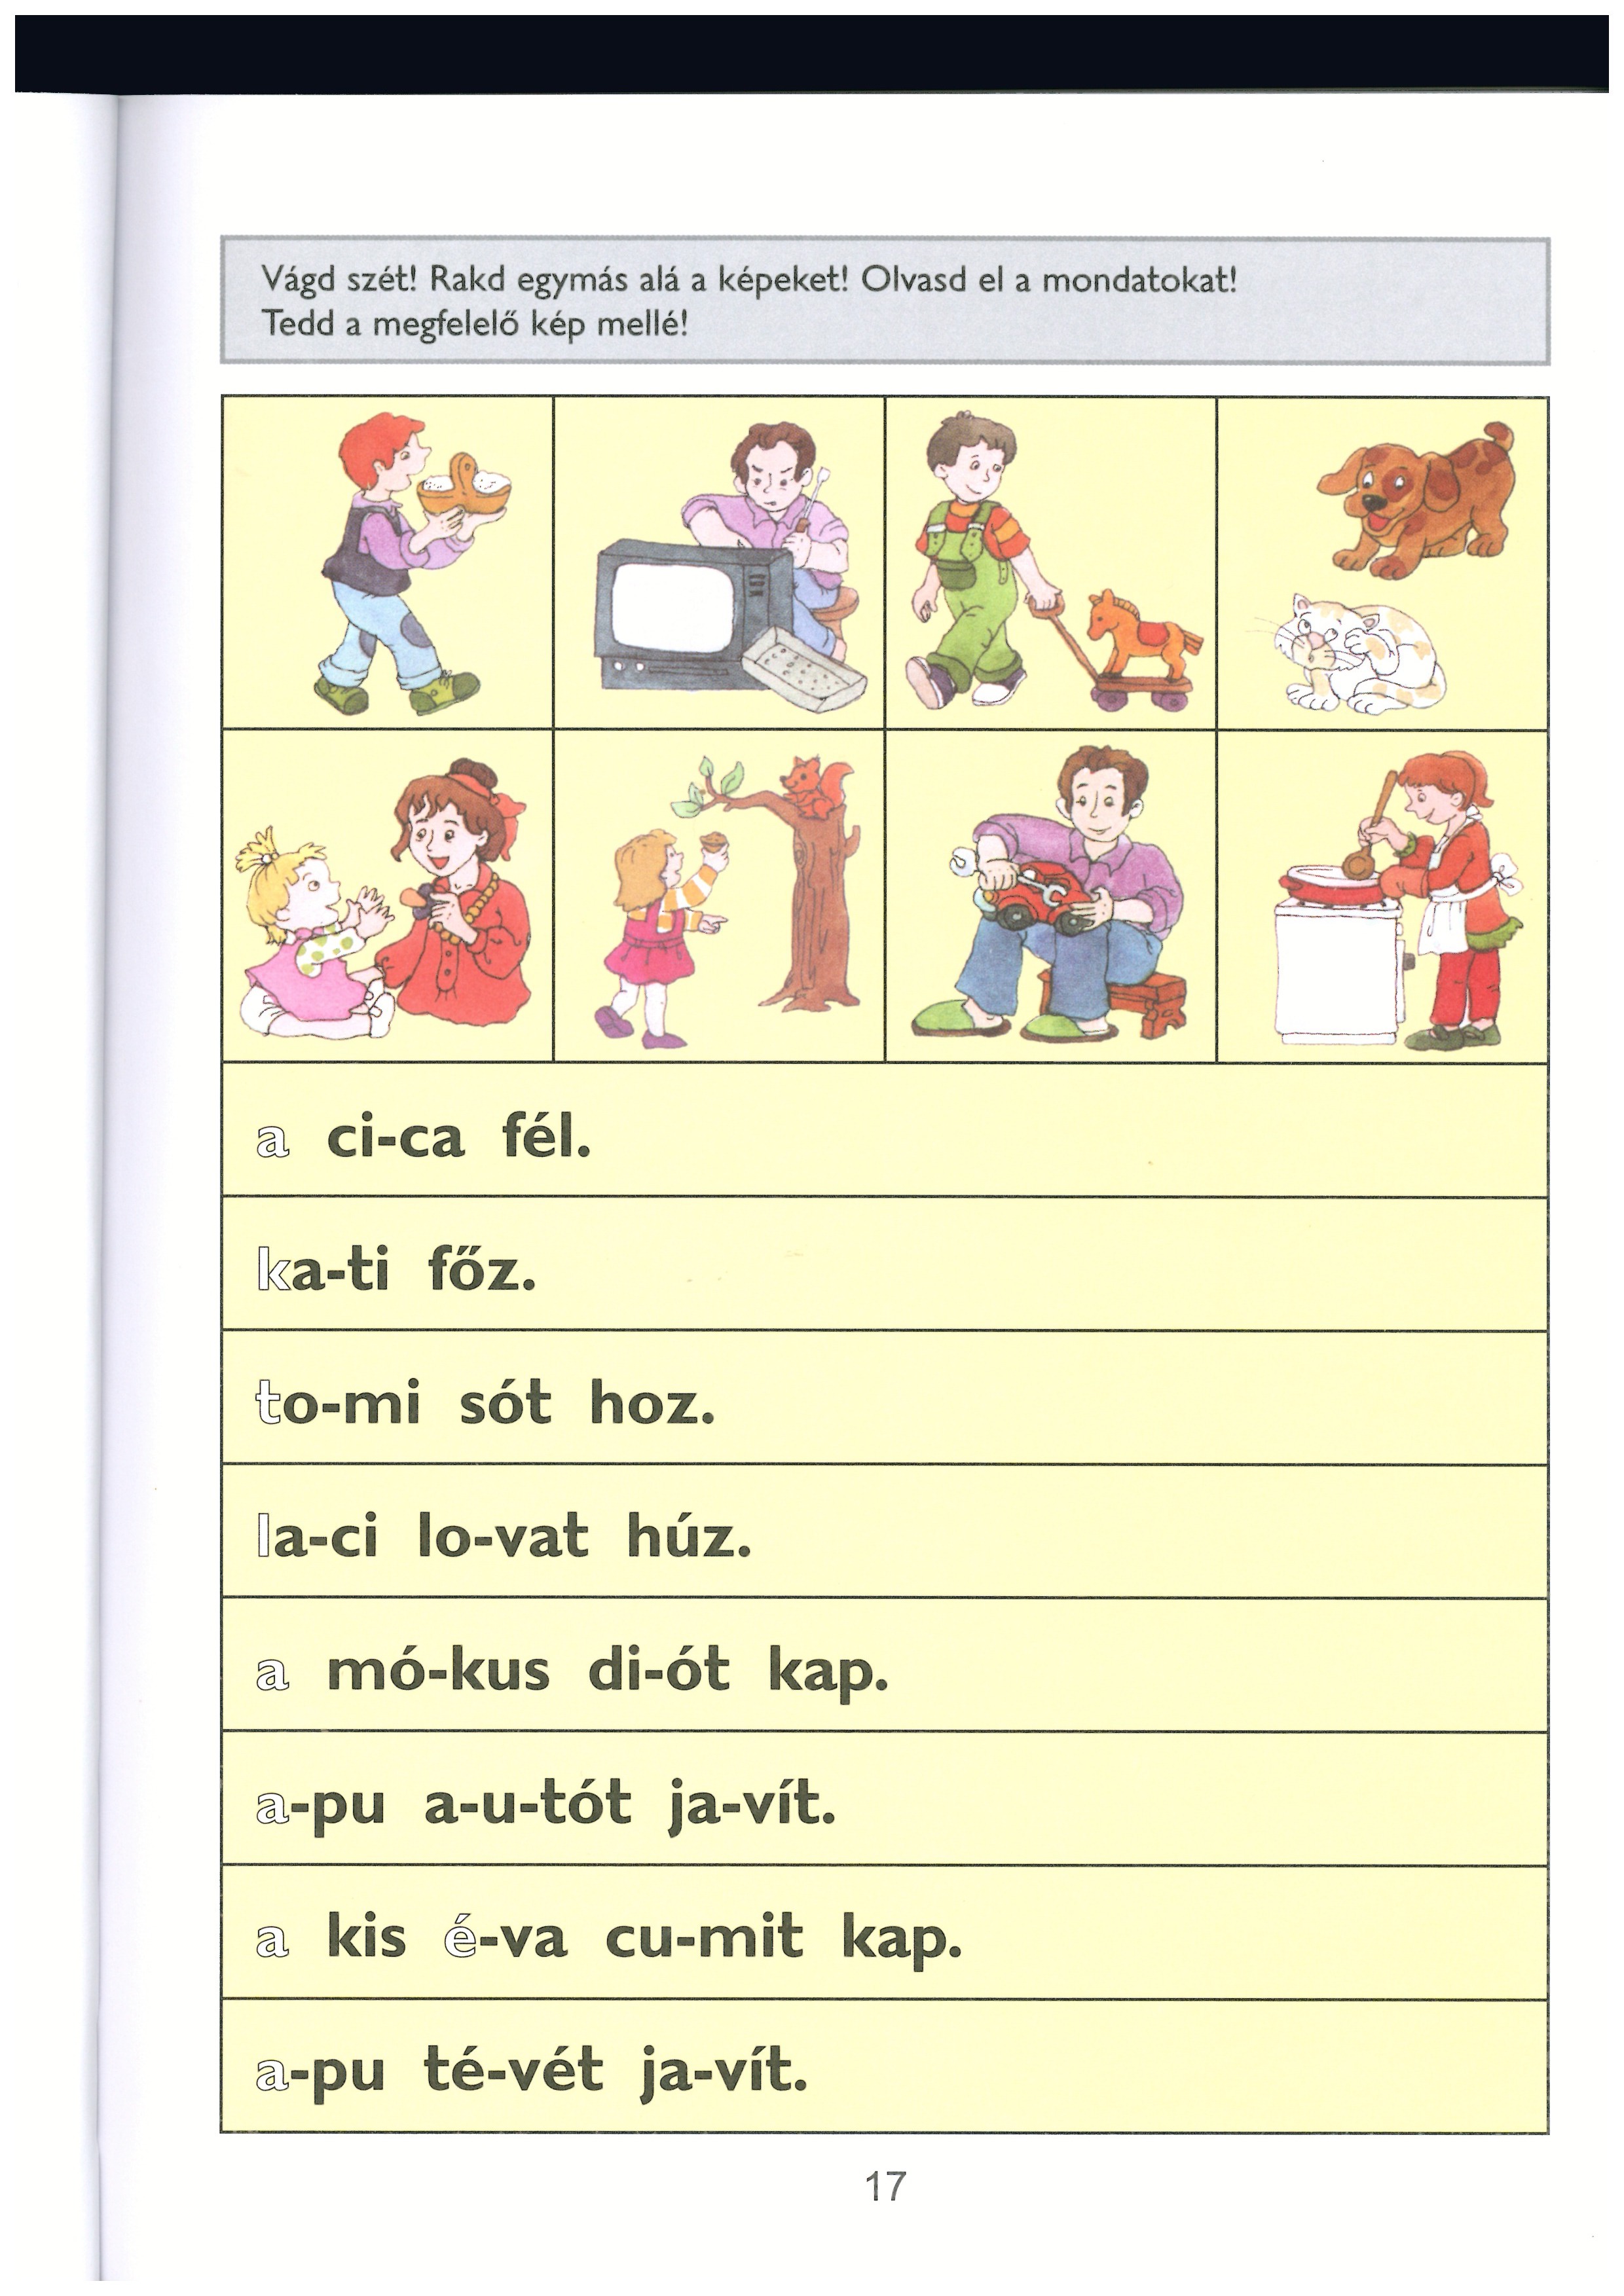 Vágd szét! Rakd egymás alá a képeket! Olvasd el a mondatokat!
Tedd a megfelelő kép mellé!
a ci-ca fél.
ka-ti főz.
to-mi sót hoz.
la-ci lo-vat húz.
a mó-kus di-ót kap.
a-pu a-u-tót ja-vít.
a kis é-va cu-mit kap.
a-pu té-vét ja-vít.
17